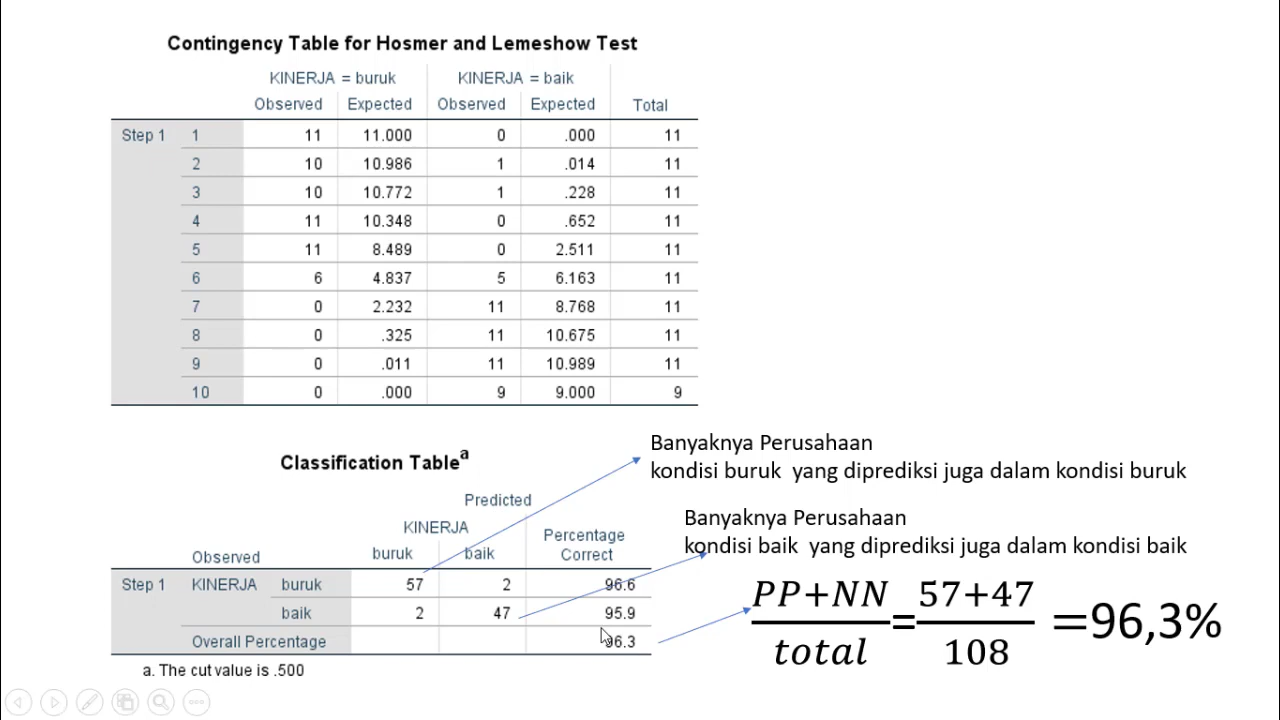 Contingency Table for Hosmer and Lemeshow Test
KINERJA = buruk KINERJA = baik
Observed Expected Observed Expected Total
Step 1 1 11 11.000 0 .000 11
2 10 10.986 1 .014 11
3 10 10.772 1 .228 11
4 11 10.348 0 .652 11
5 11 8.489 0 2.511 11
6 6 4.837 5 6.163 11
7 0 2.232 11 8.768 11
8 0 .325 11 10.675 11
9 0 .011 11 10.989 11
10 0 .000 9 9.000 9
Banyaknya Perusahaan
kondisi buruk yang diprediksi juga dalam kondisi buruk
Classification Tableᵃ
Predicted
KINERJA Percentage Correct
Observed buruk baik
Step 1 KINERJA buruk 57 2 96.6
baik 2 47 95.9
Overall Percentage 96.3
a. The cut value is .500
Banyaknya Perusahaan
kondisi baik yang diprediksi juga dalam kondisi baik
PP+NN/total = 57+47/108 =96,3%